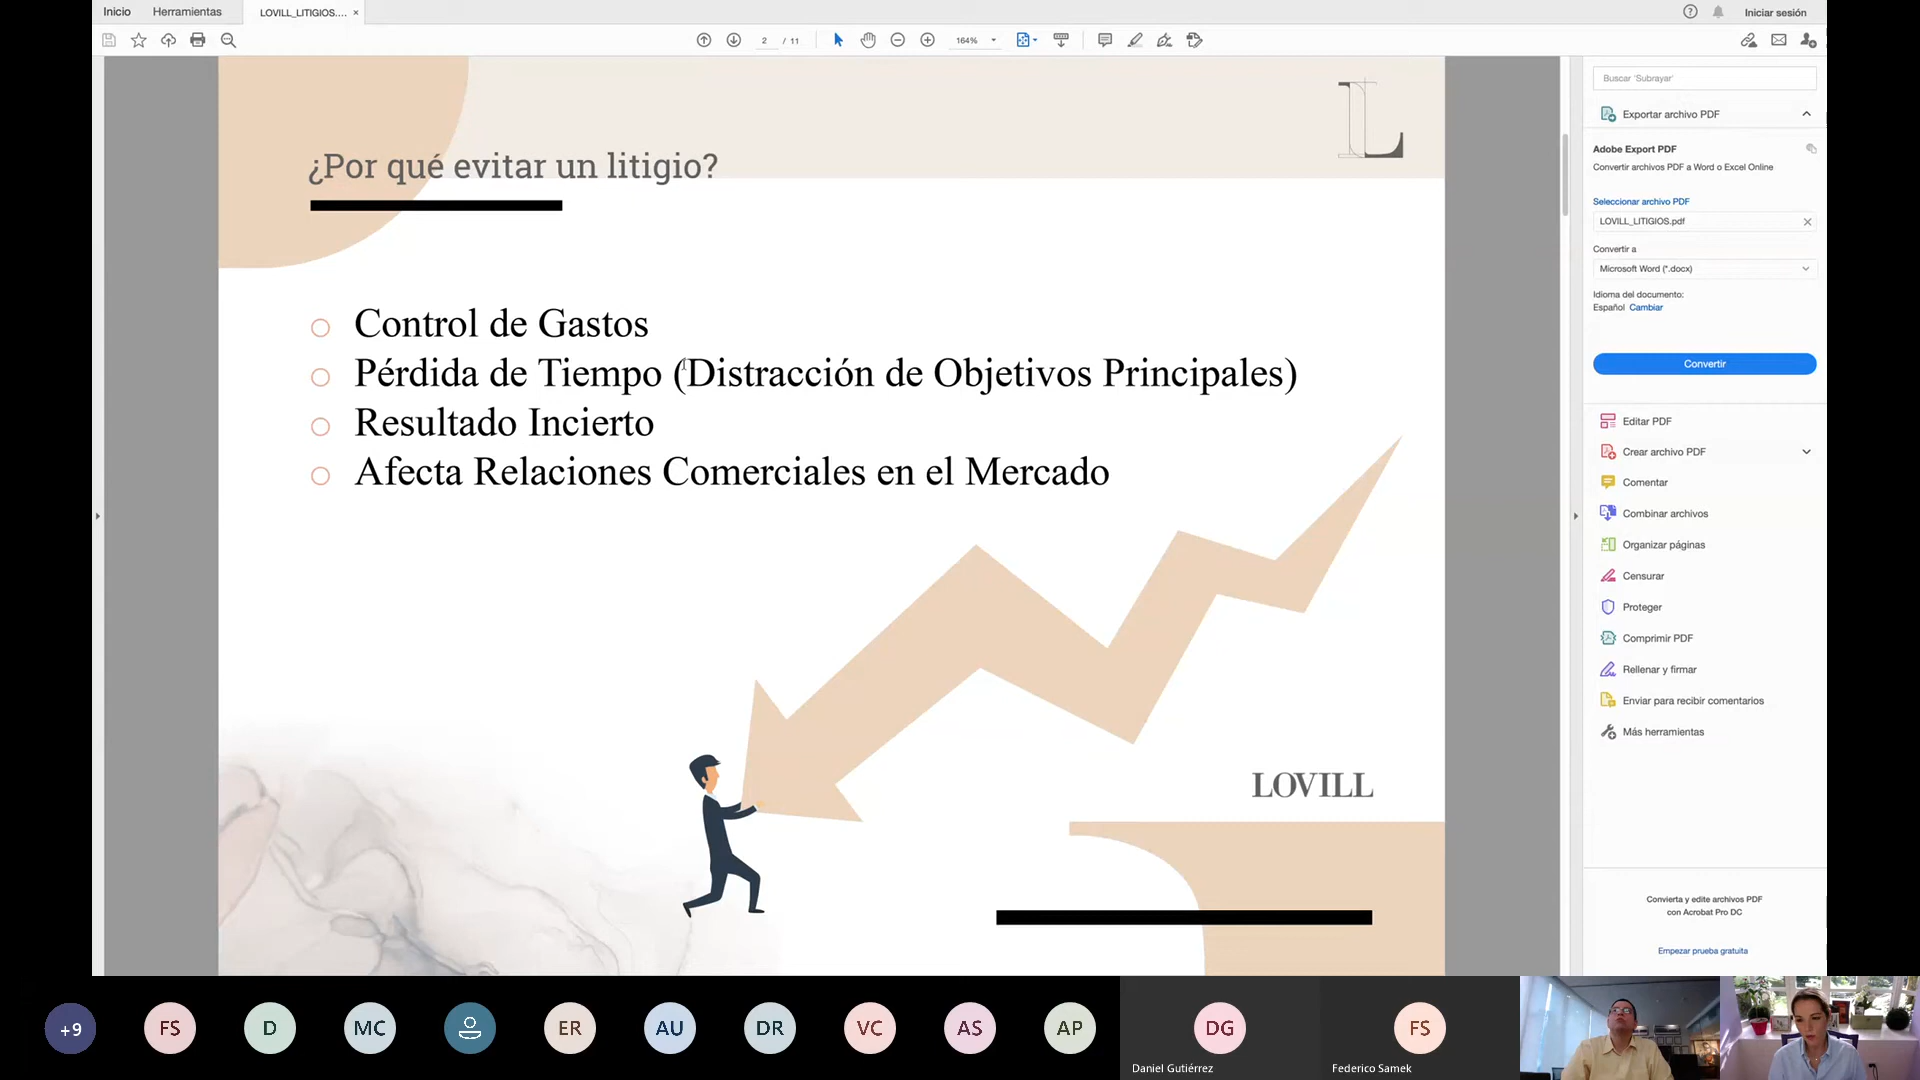 Inicio Herramientas LOVILL_LITIGIOS.... × Iniciar sesión
2 / 11 164%
L
¿Por qué evitar un litigio?
Control de Gastos
Pérdida de Tiempo (Distracción de Objetivos Principales)
Resultado Incierto
Afecta Relaciones Comerciales en el Mercado
LOVILL
Buscar 'Subrayar'
Exportar archivo PDF
Adobe Export PDF
Convertir archivos PDF a Word o Excel Online
Seleccionar archivo PDF
LOVILL_LITIGIOS.pdf
Convertir a
Microsoft Word (*.docx)
Idioma del documento:
Español Cambiar
Convertir
Editar PDF
Crear archivo PDF
Comentar
Combinar archivos
Organizar páginas
Censurar
Proteger
Comprimir PDF
Rellenar y firmar
Enviar para recibir comentarios
Más herramientas
Convierta y edite archivos PDF
con Acrobat Pro DC
Empezar prueba gratuita
+9 FS D MC ER AU DR VC AS AP DG FS
Daniel Gutiérrez Federico Samek